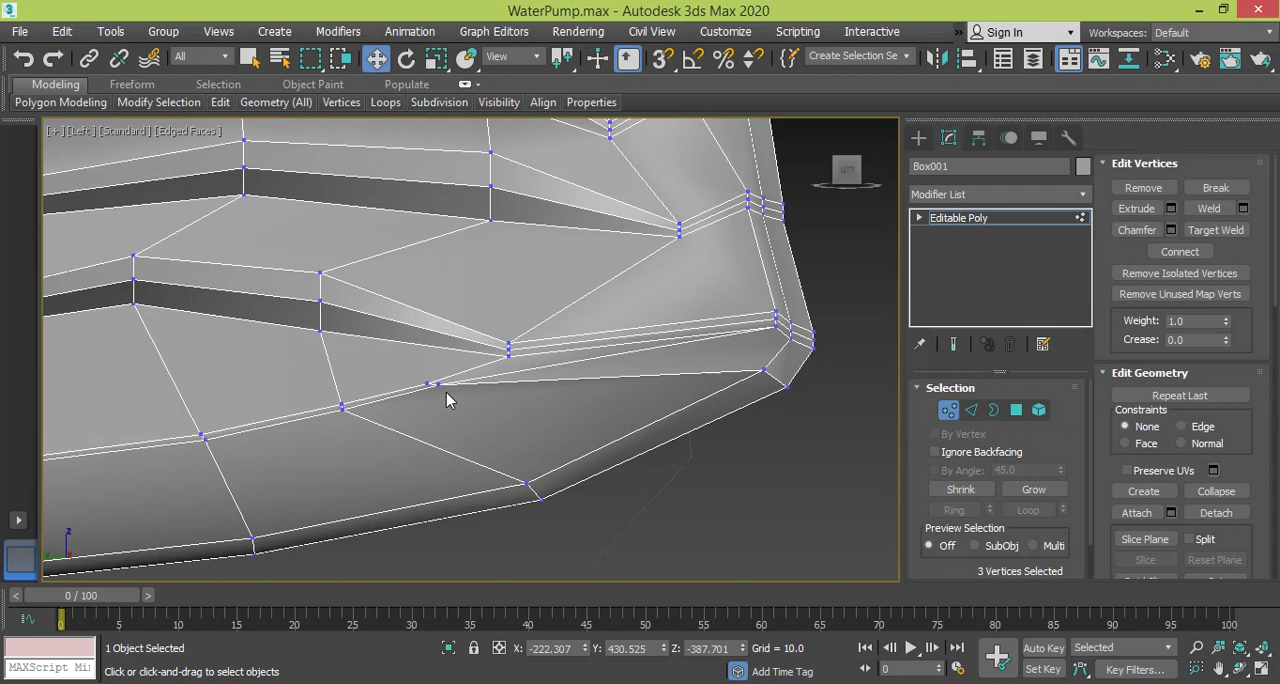 WaterPump.max - Autodesk 3ds Max 2020
File Edit Tools Group Views Create Modifiers Animation Graph Editors Rendering Civil View Customize Scripting Interactive » Sign In Workspaces: Default
All View Create Selection Se
Modeling Freeform Selection Object Paint Populate
Polygon Modeling Modify Selection Edit Geometry (All) Vertices Loops Subdivision Visibility Align Properties
[+] [Left] [Standard] [Edged Faces]
Box001
Modifier List
Editable Poly
Selection
By Vertex
Ignore Backfacing
By Angle: 45.0
Shrink Grow
Ring Loop
Preview Selection
Off SubObj Multi
3 Vertices Selected
Edit Vertices
Remove Break
Extrude Weld
Chamfer Target Weld
Connect
Remove Isolated Vertices
Remove Unused Map Verts
Weight: 1.0
Crease: 0.0
Edit Geometry
Repeat Last
Constraints
None Edge
Face Normal
Preserve UVs
Create Collapse
Attach Detach
Slice Plane Split
Slice Reset Plane
z
< 0 / 100 >
0 5 10 15 20 25 30 35 40 45 50 55 60 65 70 75 80 85 90 95 100
1 Object Selected X: -222.307 Y: 430.525 Z: -387.701 Grid = 10.0 Auto Key Selected
MAXScript Mi Click or click-and-drag to select objects Add Time Tag 0 Set Key Key Filters...